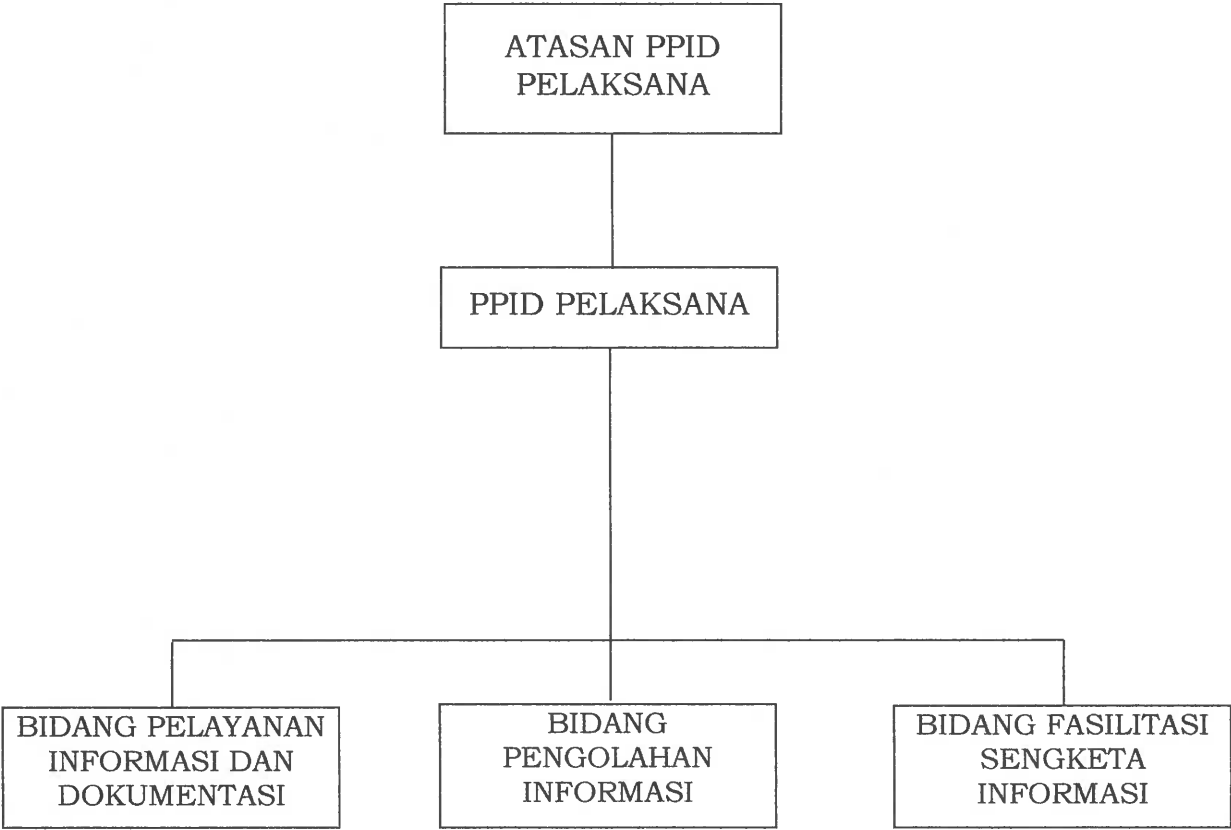 ATASAN PPID
PELAKSANA
PPID PELAKSANA
BIDANG PELAYANAN
INFORMASI DAN
DOKUMENTASI
BIDANG
PENGOLAHAN
INFORMASI
BIDANG FASILITASI
SENGKETA
INFORMASI